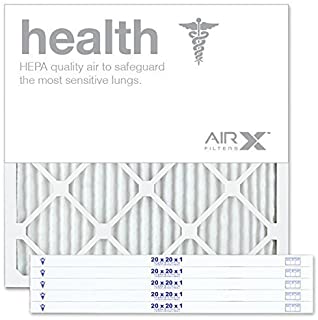 health
HEPA quality air to safeguard
the most sensitive lungs.
AIRX
FILTERS
20 x 20 x 1
20 x 20 x 1
20 x 20 x 1
20 x 20 x 1
20 x 20 x 1